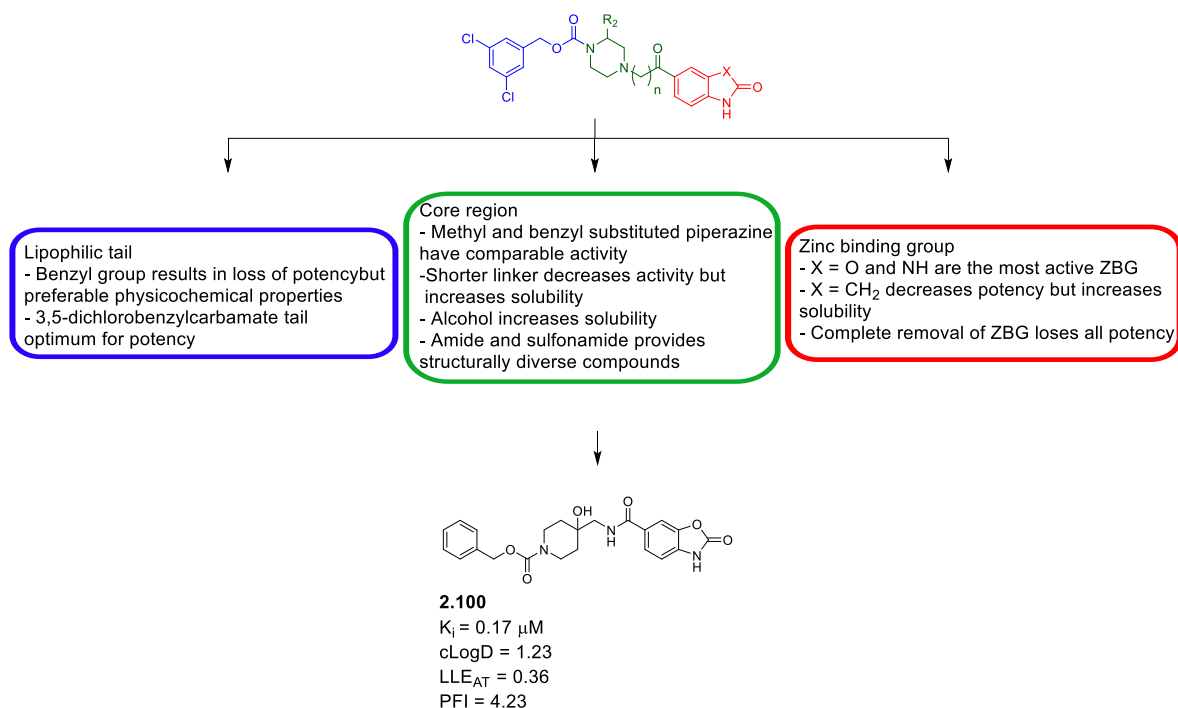 Cl
Cl
O
O
N
R2
N
n
O
X
O
N
H
Lipophilic tail
- Benzyl group results in loss of potencybut
preferable physicochemical properties
- 3,5-dichlorobenzylcarbamate tail
optimum for potency
Core region
- Methyl and benzyl substituted piperazine
have comparable activity
-Shorter linker decreases activity but
increases solubility
- Alcohol increases solubility
- Amide and sulfonamide provides
structurally diverse compounds
Zinc binding group
- X = O and NH are the most active ZBG
- X = CH2 decreases potency but increases
solubility
- Complete removal of ZBG loses all potency
O
O
N
OH
N
H
O
O
O
N
H
2.100
Ki = 0.17 μM
cLogD = 1.23
LLEAT = 0.36
PFI = 4.23